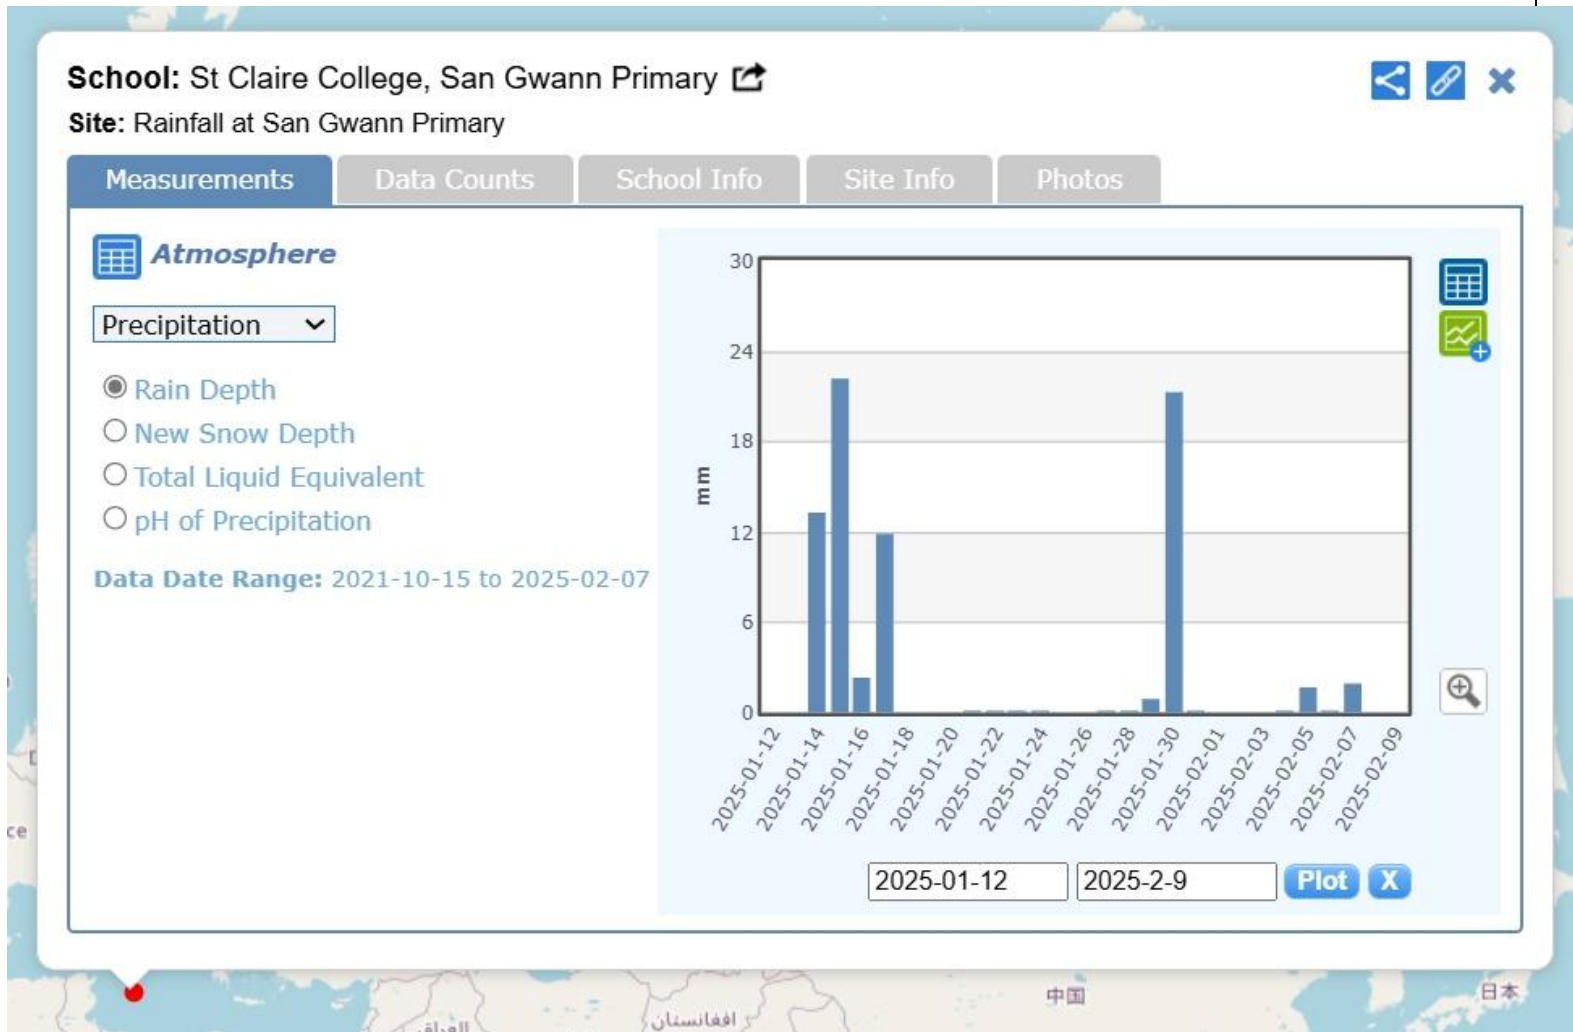 School: St Claire College, San Gwann Primary
Site: Rainfall at San Gwann Primary
Measurements
Data Counts
School Info
Site Info
Photos
Atmosphere
Precipitation
Rain Depth
New Snow Depth
Total Liquid Equivalent
pH of Precipitation
Data Date Range: 2021-10-15 to 2025-02-07
30
24
18
12
6
0
mm
2025-01-12
2025-01-14
2025-01-16
2025-01-18
2025-01-20
2025-01-22
2025-01-24
2025-01-26
2025-01-28
2025-01-30
2025-02-01
2025-02-03
2025-02-05
2025-02-07
2025-02-09
2025-01-12
2025-2-9
Plot
X
ce
中国
日本
افغانستان
العراق